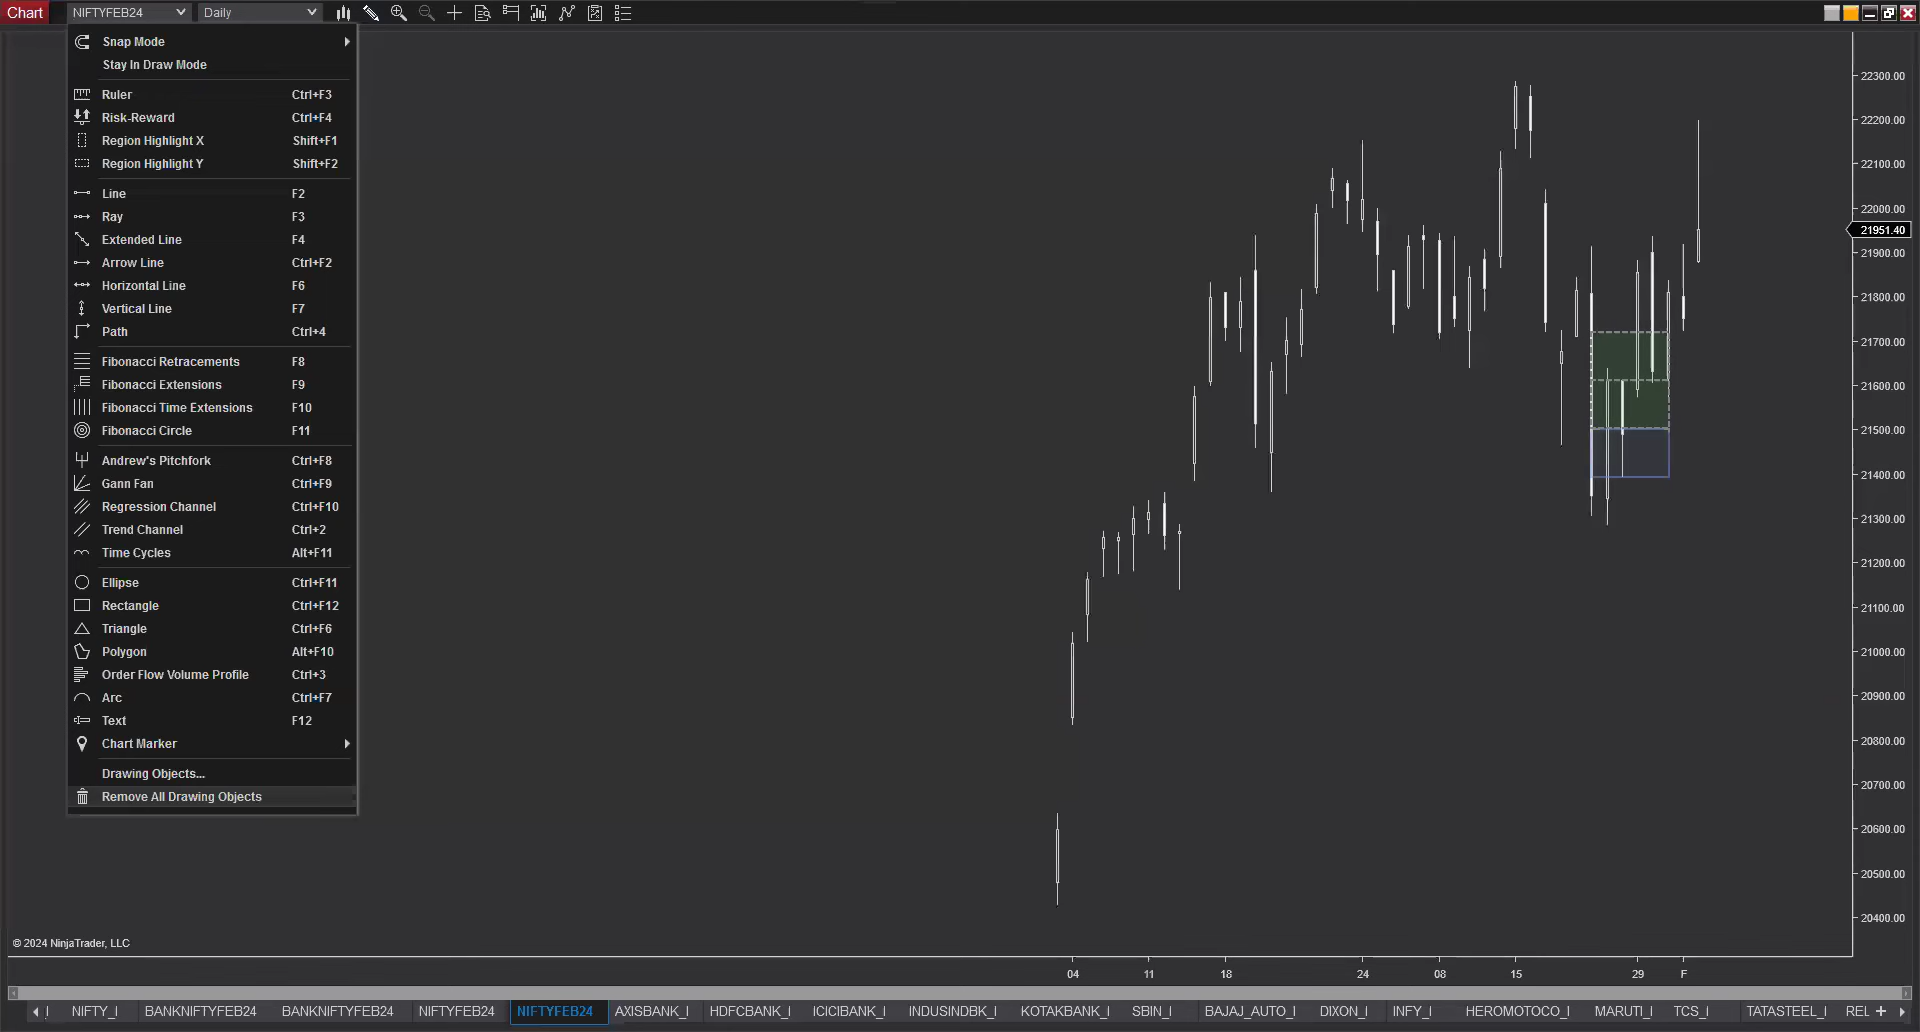 Chart NIFTYFEB24 Daily
Snap Mode
Stay In Draw Mode
Ruler Ctrl+F3
Risk-Reward Ctrl+F4
Region Highlight X Shift+F1
Region Highlight Y Shift+F2
Line F2
Ray F3
Extended Line F4
Arrow Line Ctrl+F2
Horizontal Line F6
Vertical Line F7
Path Ctrl+4
Fibonacci Retracements F8
Fibonacci Extensions F9
Fibonacci Time Extensions F10
Fibonacci Circle F11
Andrew's Pitchfork Ctrl+F8
Gann Fan Ctrl+F9
Regression Channel Ctrl+F10
Trend Channel Ctrl+2
Time Cycles Alt+F11
Ellipse Ctrl+F11
Rectangle Ctrl+F12
Triangle Ctrl+F6
Polygon Alt+F10
Order Flow Volume Profile Ctrl+3
Arc Ctrl+F7
Text F12
Chart Marker
Drawing Objects...
Remove All Drawing Objects
22300.00
22200.00
22100.00
22000.00
21951.40
21900.00
21800.00
21700.00
21600.00
21500.00
21400.00
21300.00
21200.00
21100.00
21000.00
20900.00
20800.00
20700.00
20600.00
20500.00
20400.00
© 2024 NinjaTrader, LLC
04 11 18 24 08 15 29 F
_I NIFTY_I BANKNIFTYFEB24 BANKNIFTYFEB24 NIFTYFEB24 NIFTYFEB24 AXISBANK_I HDFCBANK_I ICICIBANK_I INDUSINDBK_I KOTAKBANK_I SBIN_I BAJAJ_AUTO_I DIXON_I INFY_I HEROMOTOCO_I MARUTI_I TCS_I TATASTEEL_I REL +